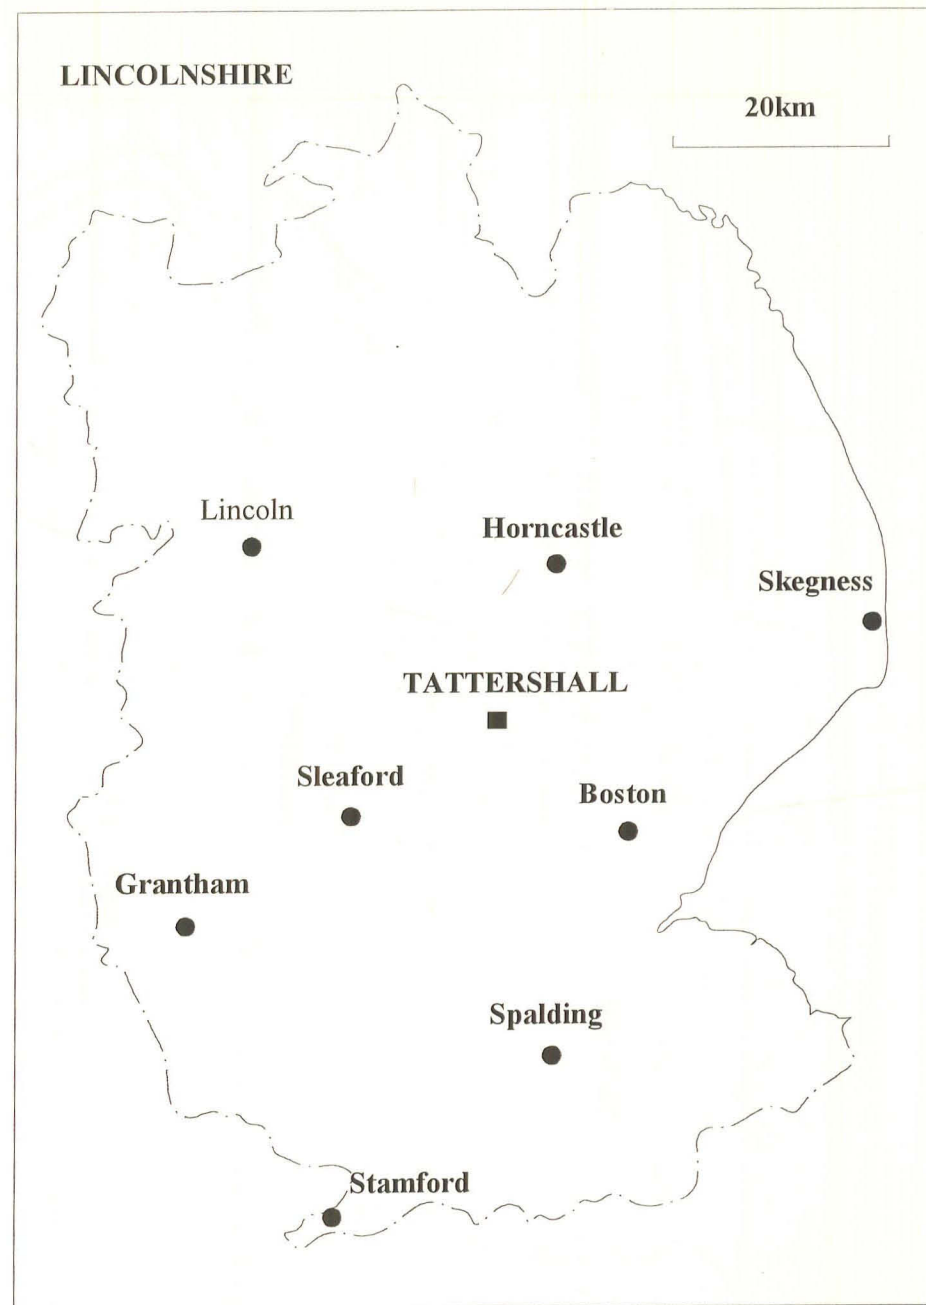 LINCOLNSHIRE
20km
Lincoln
Horncastle
Skegness
TATTERSHALL
Sleaford
Boston
Grantham
Spalding
Stamford